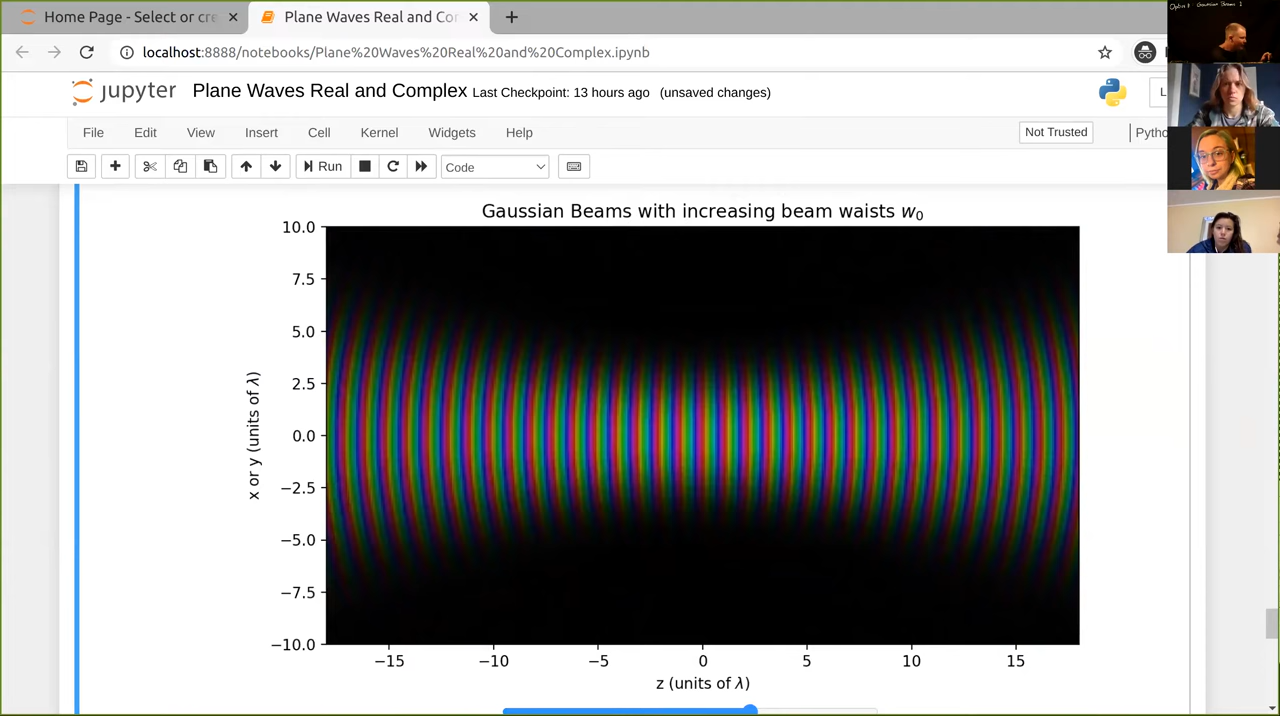 Home Page - Select or cre
Plane Waves Real and Co
localhost:8888/notebooks/Plane%20Waves%20Real%20and%20Complex.ipynb
jupyter Plane Waves Real and Complex Last Checkpoint: 13 hours ago (unsaved changes)
File Edit View Insert Cell Kernel Widgets Help
Not Trusted
Pytho
Run
Code
Gaussian Beams with increasing beam waists w₀
10.0
7.5
5.0
2.5
0.0
−2.5
−5.0
−7.5
−10.0
x or y (units of λ)
−15 −10 −5 0 5 10 15
z (units of λ)